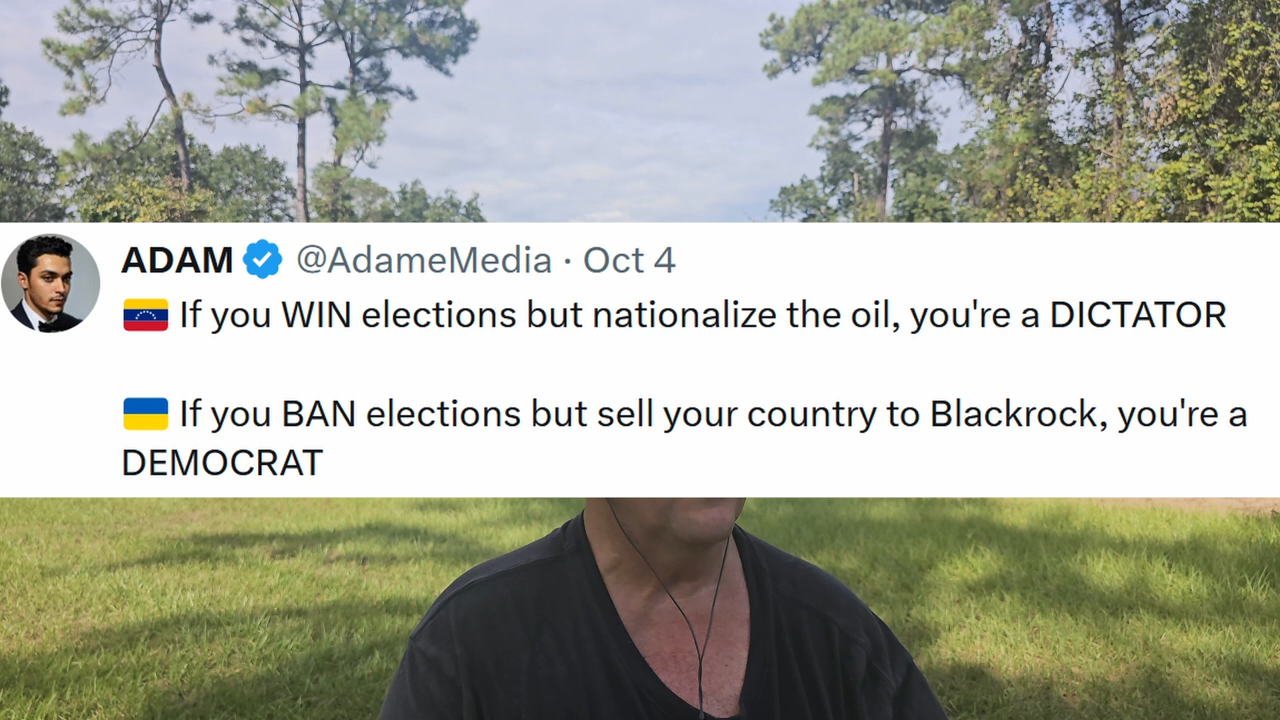 ADAM @AdameMedia · Oct 4
🇻🇪 If you WIN elections but nationalize the oil, you're a DICTATOR
🇺🇦 If you BAN elections but sell your country to Blackrock, you're a
DEMOCRAT